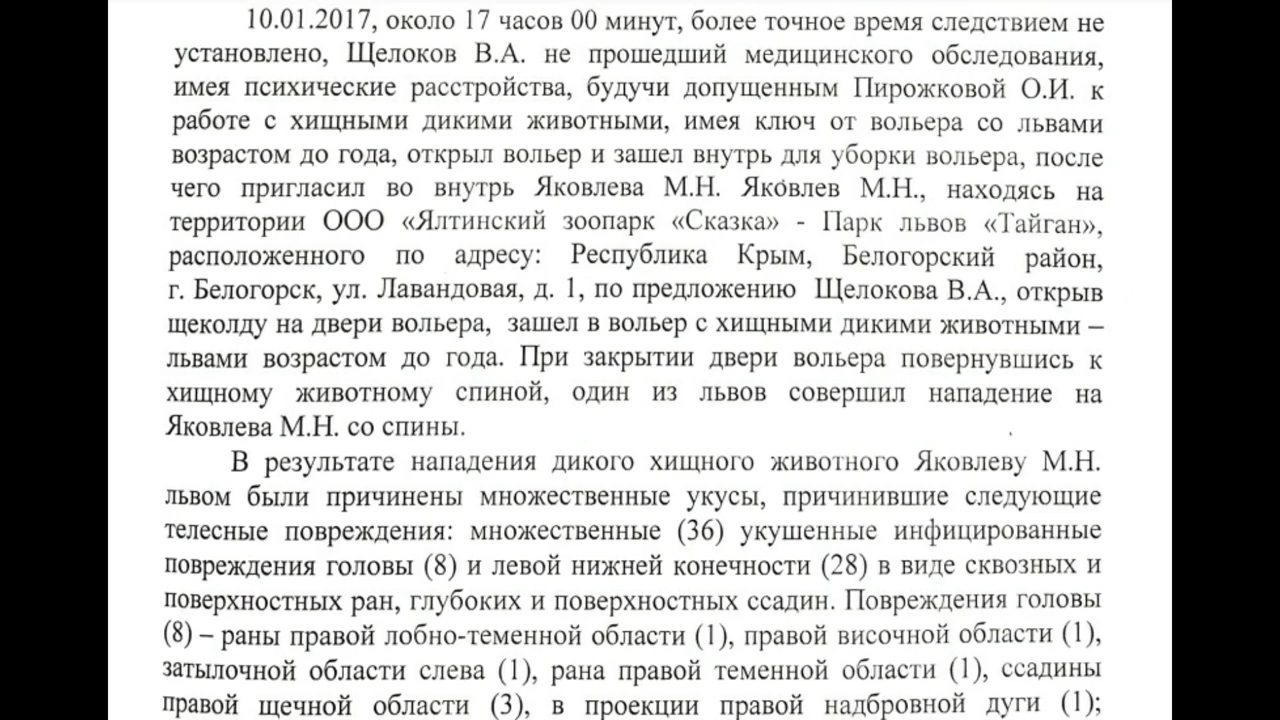 10.01.2017, около 17 часов 00 минут, более точное время следствием не
установлено, Щелоков В.А. не прошедший медицинского обследования,
имея психические расстройства, будучи допущенным Пирожковой О.И. к
работе с хищными дикими животными, имея ключ от вольера со львами
возрастом до года, открыл вольер и зашел внутрь для уборки вольера, после
чего пригласил во внутрь Яковлева М.Н. Яковлев М.Н., находясь на
территории ООО «Ялтинский зоопарк «Сказка» - Парк львов «Тайган»,
расположенного по адресу: Республика Крым, Белогорский район,
г. Белогорск, ул. Лавандовая, д. 1, по предложению Щелокова В.А., открыв
щеколду на двери вольера, зашел в вольер с хищными дикими животными –
львами возрастом до года. При закрытии двери вольера повернувшись к
хищному животному спиной, один из львов совершил нападение на
Яковлева М.Н. со спины.
В результате нападения дикого хищного животного Яковлеву М.Н.
львом были причинены множественные укусы, причинившие следующие
телесные повреждения: множественные (36) укушенные инфицированные
повреждения головы (8) и левой нижней конечности (28) в виде сквозных и
поверхностных ран, глубоких и поверхностных ссадин. Повреждения головы
(8) – раны правой лобно-теменной области (1), правой височной области (1),
затылочной области слева (1), рана правой теменной области (1), ссадины
правой щечной области (3), в проекции правой надбровной дуги (1);